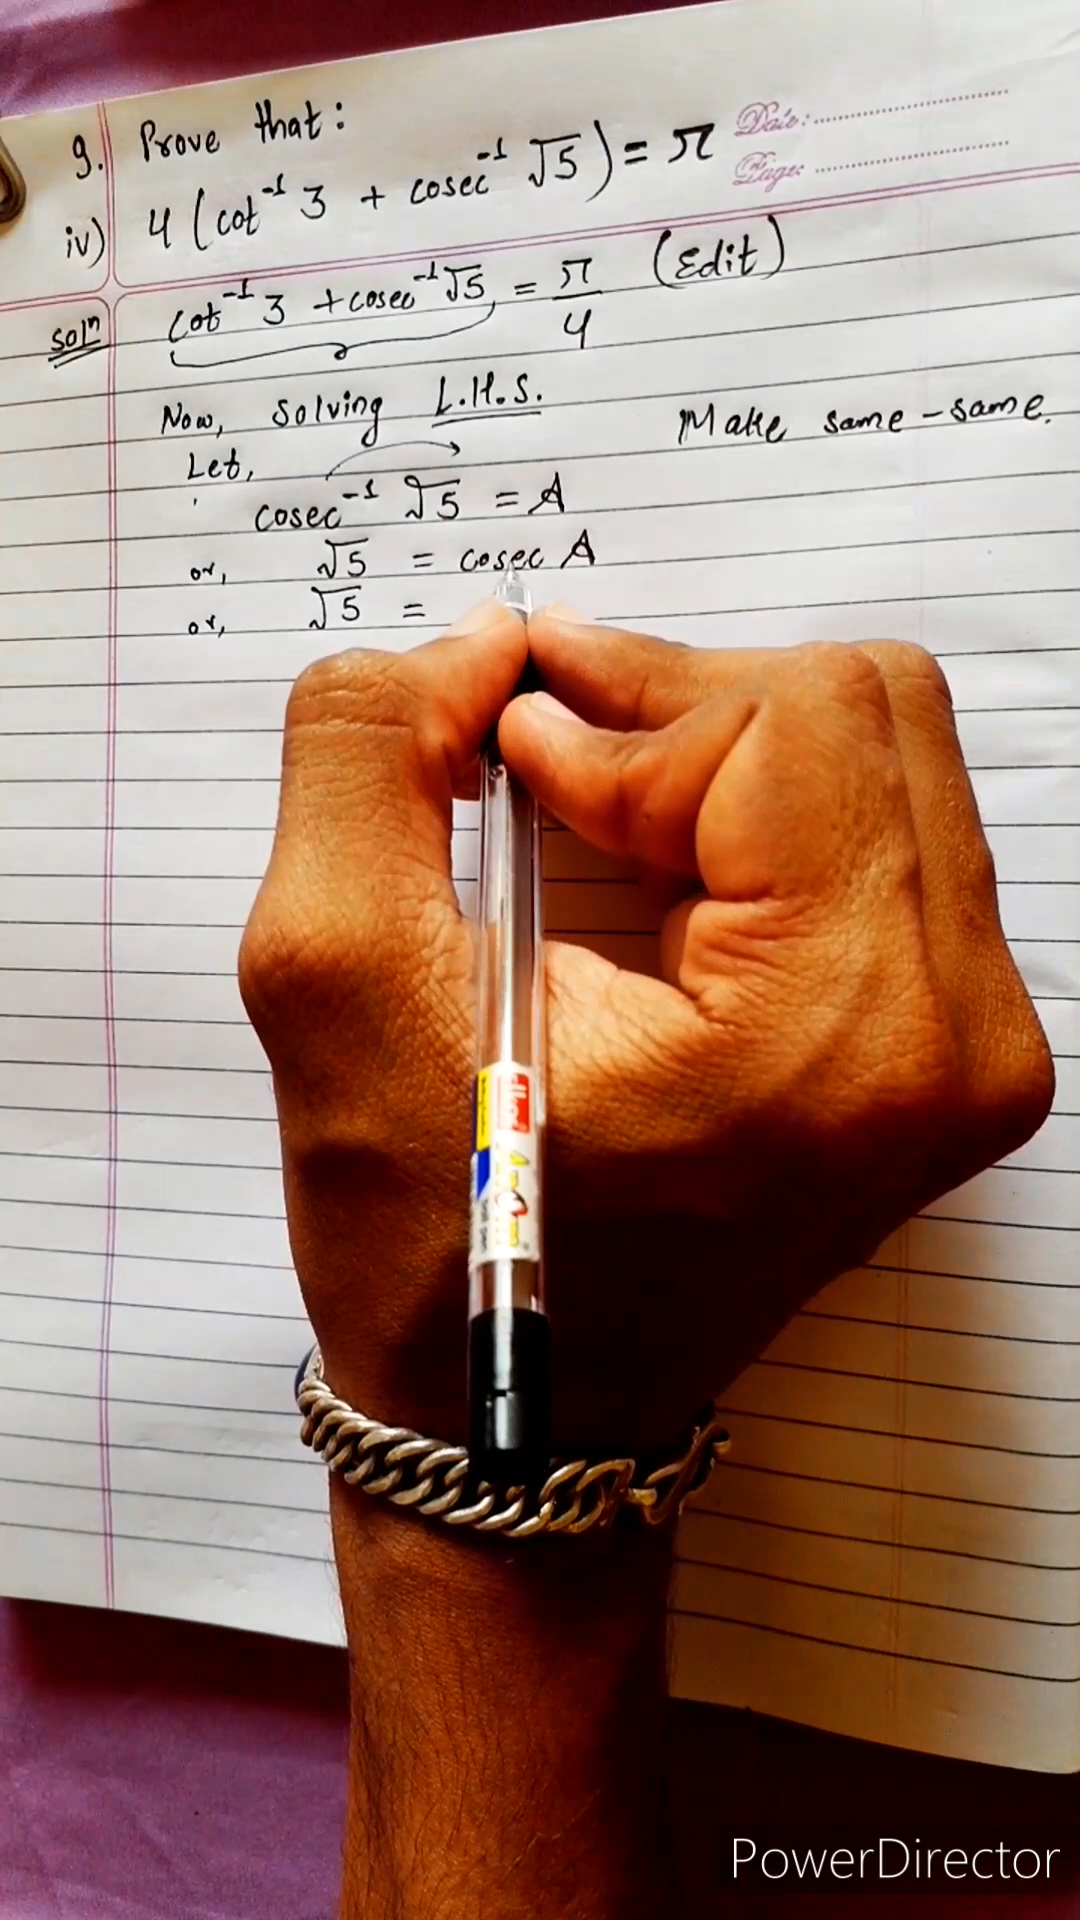 9. Prove that:
Date:
Page:
iv) 4 (cot⁻¹ 3 + cosec⁻¹ √5) = π
Solⁿ cot⁻¹ 3 + cosec⁻¹ √5 = π/4 (Edit)
Now, Solving L.H.S.
Make same-same.
Let,
cosec⁻¹ √5 = A
or, √5 = cosec A
or, √5 =
PowerDirector